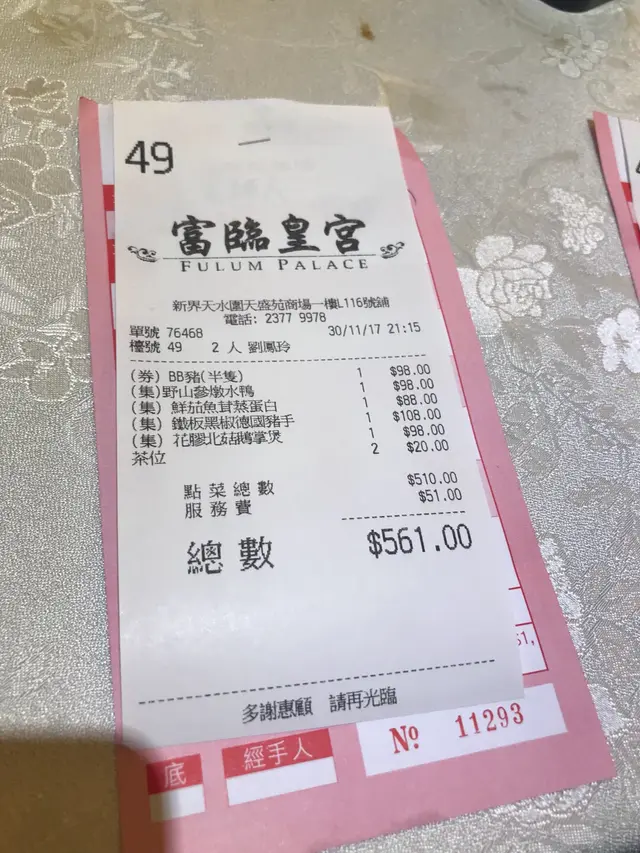 49
富臨皇宮
FULUM PALACE
新界天水圍天盛苑商場一樓L116號舖
電話: 2377 9978
單號 76468 30/11/17 21:15
檯號 49 2 人 劉鳳玲
(券) BB豬(半隻) 1 $98.00
(集)野山參燉水鴨 1 $98.00
(集) 鮮茄魚茸蒸蛋白 1 $88.00
(集) 鐵板黑椒德國豬手 1 $108.00
(集) 花膠北菇鵝掌煲 1 $98.00
茶位 2 $20.00
點菜總數 $510.00
服務費 $51.00
總數 $561.00
多謝惠顧 請再光臨
底
經手人
№ 11293